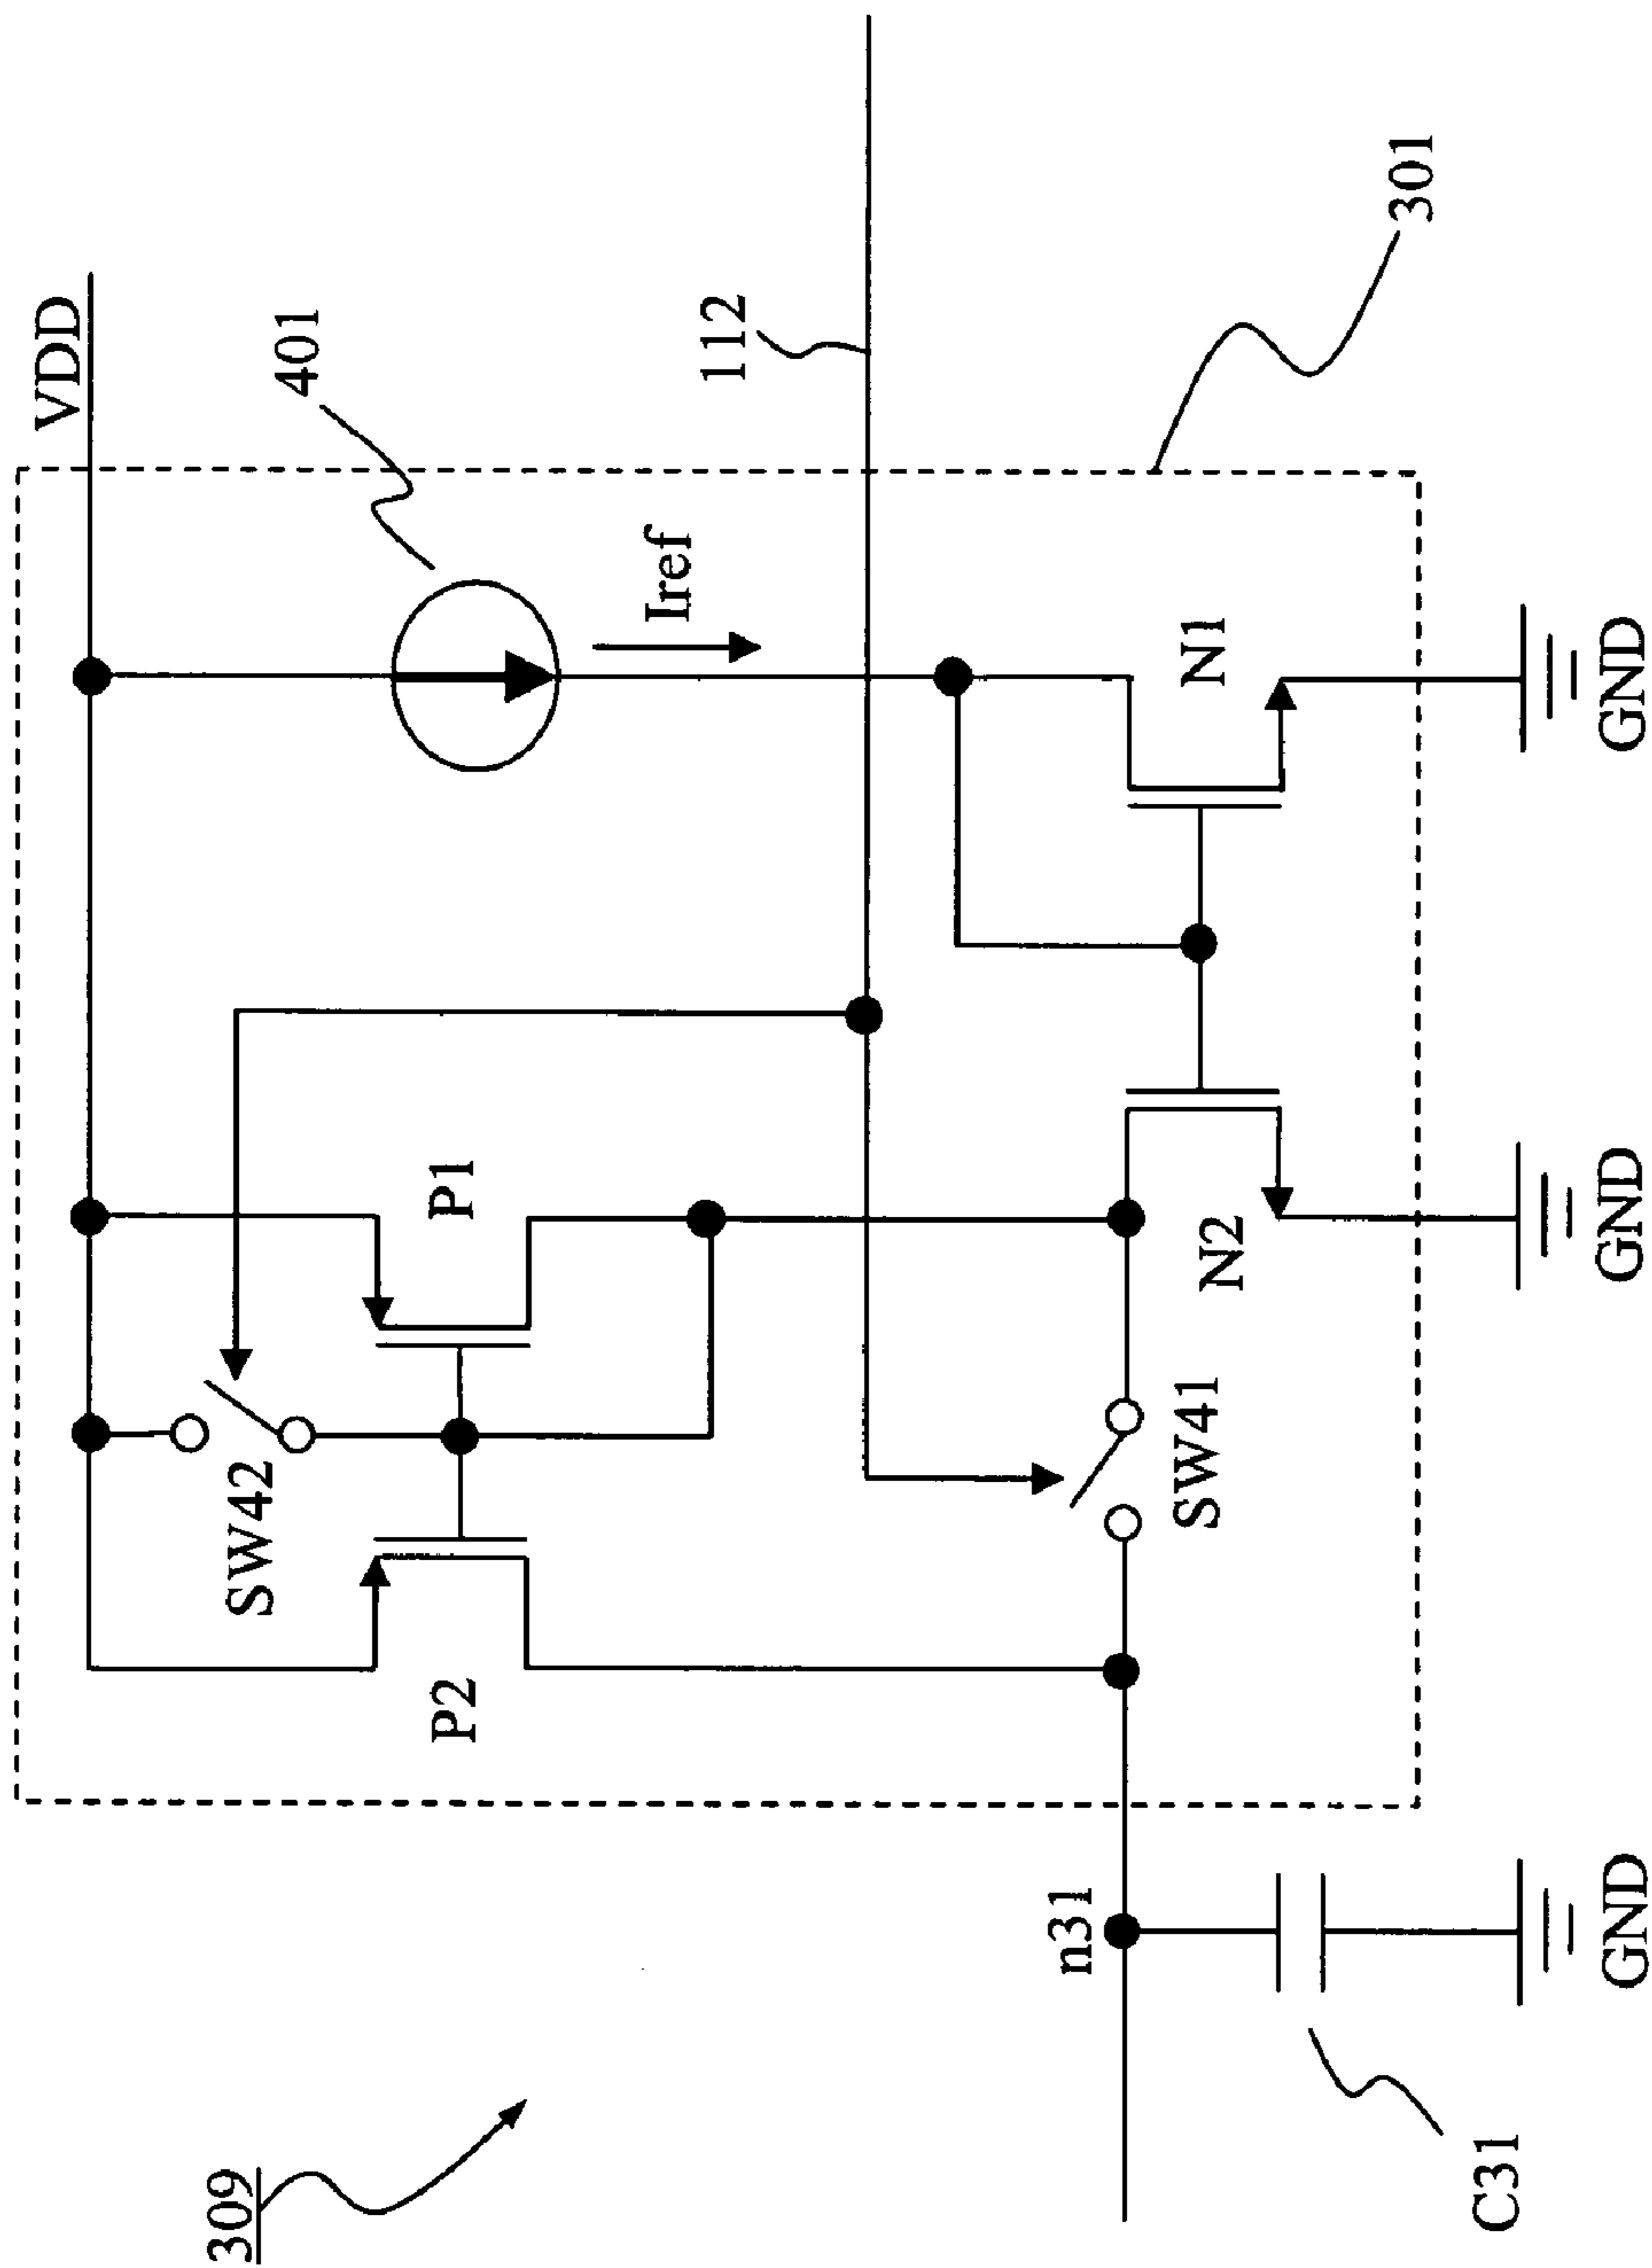 309
VDD
401
SW42
P1
P2
Iref
112
n31
SW41
N2
N1
301
C31
GND
GND
GND